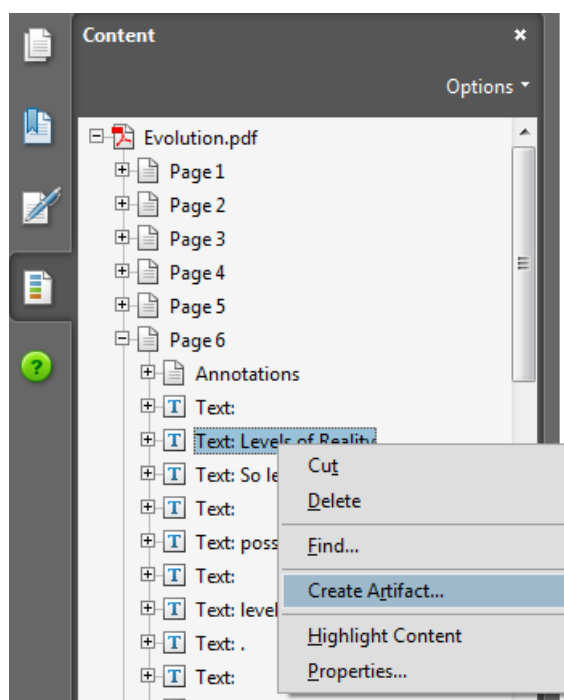 Content
Options
Evolution.pdf
Page 1
Page 2
Page 3
Page 4
Page 5
Page 6
Annotations
Text:
Text: Levels of Reality
Text: So le
Text:
Text: poss
Text:
Text: level
Text: .
Text:
Cut
Delete
Find...
Create Artifact...
Highlight Content
Properties...